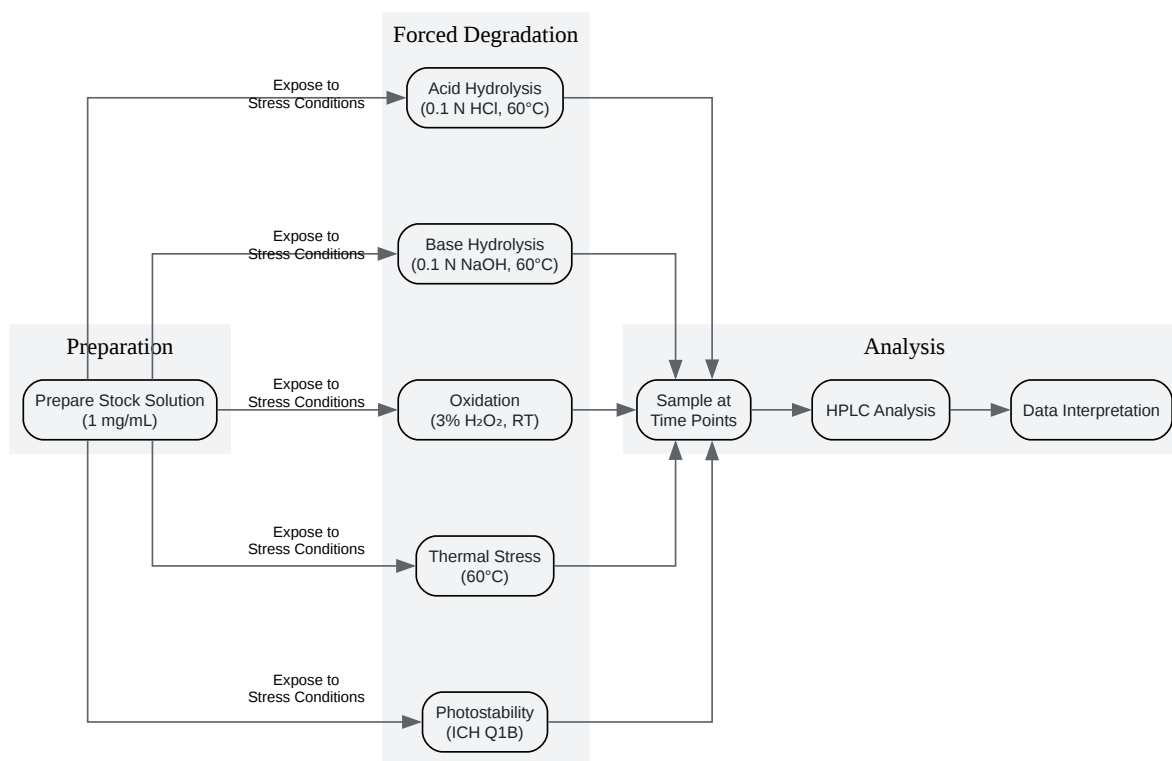 Forced Degradation
Expose to
Stress Conditions
Acid Hydrolysis
(0.1 N HCl, 60°C)
Expose to
Stress Conditions
Base Hydrolysis
(0.1 N NaOH, 60°C)
Preparation
Prepare Stock Solution
(1 mg/mL)
Expose to
Stress Conditions
Oxidation
(3% H₂O₂, RT)
Analysis
Sample at
Time Points
HPLC Analysis
Data Interpretation
Expose to
Stress Conditions
Thermal Stress
(60°C)
Expose to
Stress Conditions
Photostability
(ICH Q1B)